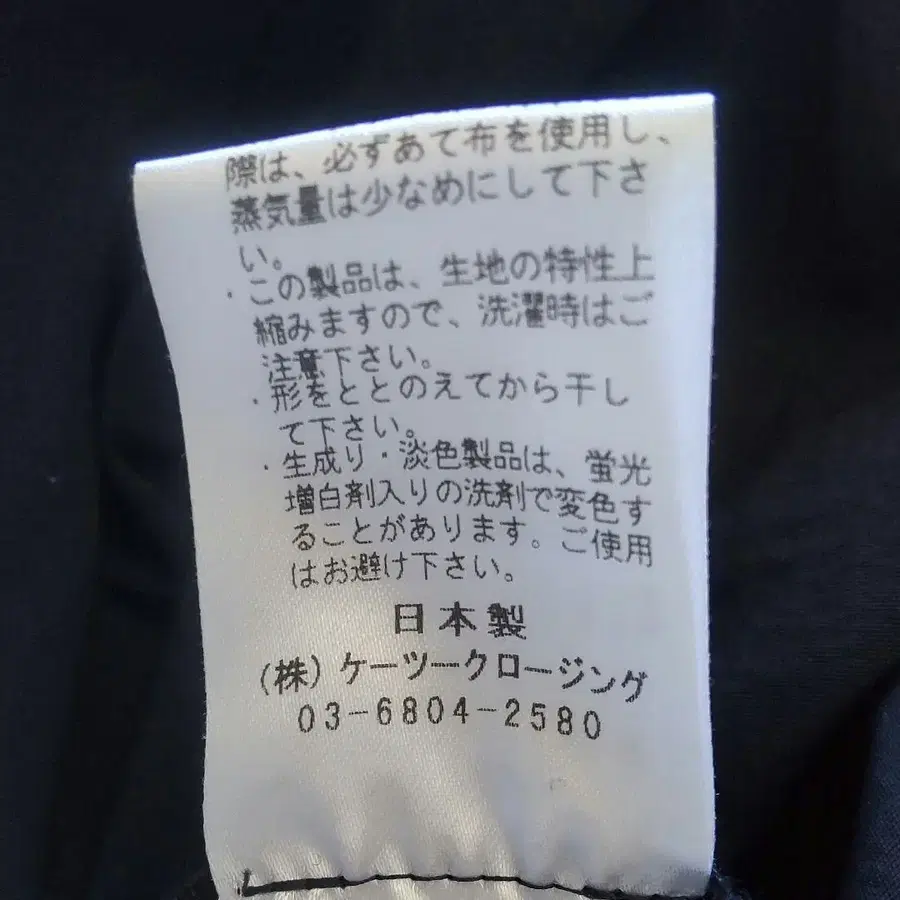 際は、必ずあて布を使用し、
蒸気量は少なめにして下さ
い。
・この製品は、生地の特性上
縮みますので、洗濯時はご
注意下さい。
・形をととのえてから干し
て下さい。
・生成り・淡色製品は、蛍光
増白剤入りの洗剤で変色す
ることがあります。ご使用
はお避け下さい。
日本製
(株)ケーツークロージング
03-6804-2580